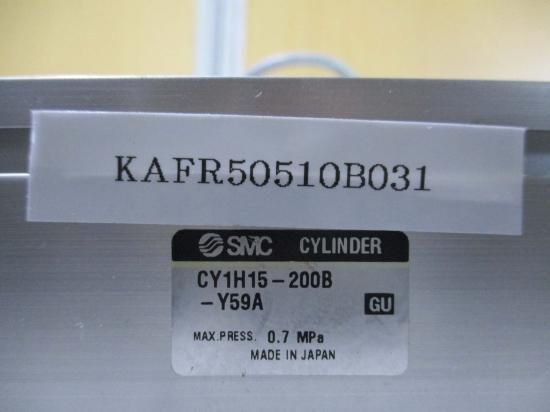 KAFR50510B031
SMC CYLINDER
CY1H15-200B
-Y59A GU
MAX.PRESS. 0.7 MPa
MADE IN JAPAN